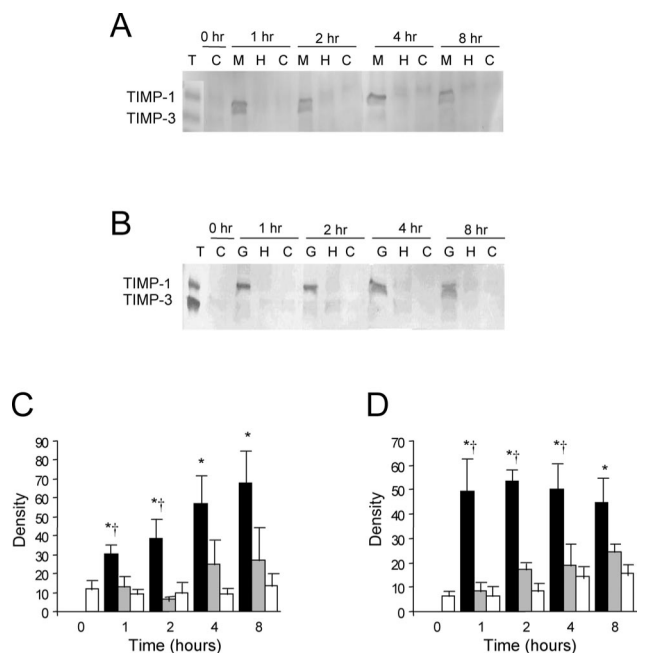 A
0 hr 1 hr 2 hr 4 hr 8 hr
T C M H C M H C M H C M H C
TIMP-1
TIMP-3
B
0 hr 1 hr 2 hr 4 hr 8 hr
T C G H C G H C G H C G H C
TIMP-1
TIMP-3
C
90
80
70
60
50
40
30
20
10
0
Density
*†
*†
*
*
0 1 2 4 8
Time (hours)
D
70
60
50
40
30
20
10
0
Density
*†
*†
*†
*
0 1 2 4 8
Time (hours)